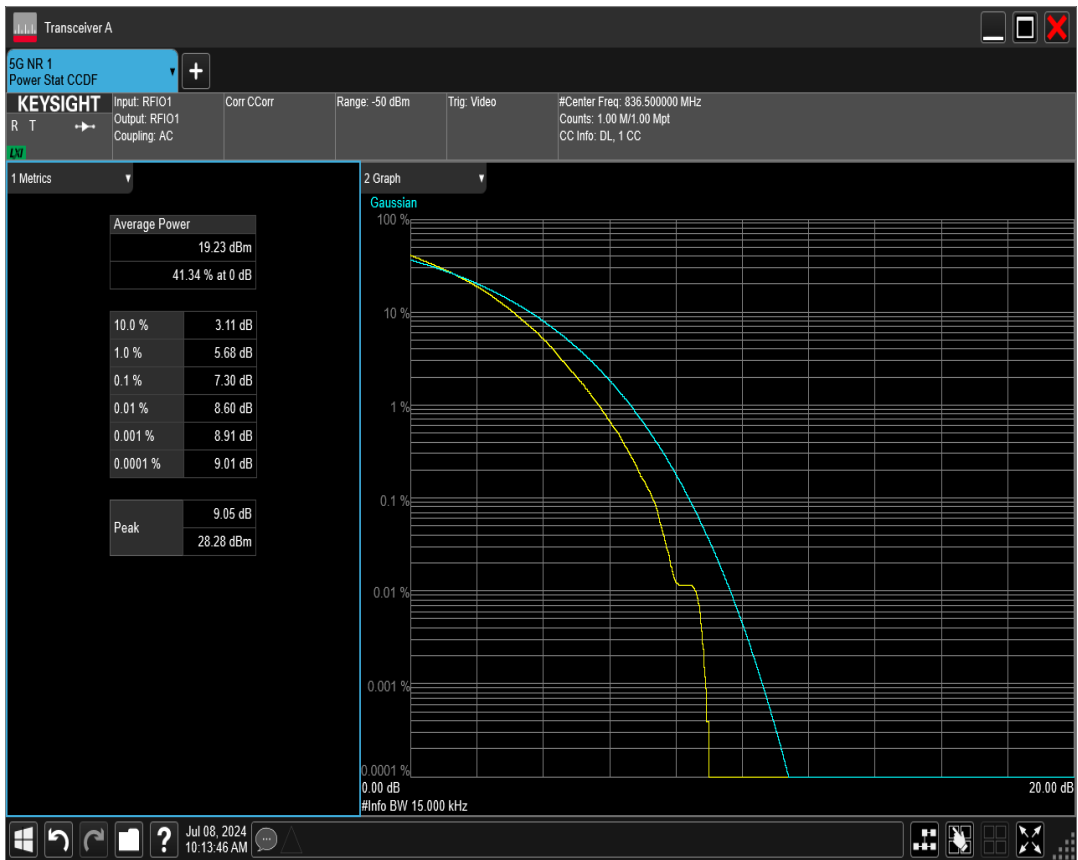 Transceiver A
5G NR 1
Power Stat CCDF
+
KEYSIGHT
R T
LXI
Input: RFIO1
Output: RFIO1
Coupling: AC
Corr CCorr
Range: -50 dBm
Trig: Video
#Center Freq: 836.500000 MHz
Counts: 1.00 M/1.00 Mpt
CC Info: DL, 1 CC
1 Metrics
Average Power
19.23 dBm
41.34 % at 0 dB
10.0 % 3.11 dB
1.0 % 5.68 dB
0.1 % 7.30 dB
0.01 % 8.60 dB
0.001 % 8.91 dB
0.0001 % 9.01 dB
Peak
9.05 dB
28.28 dBm
2 Graph
Gaussian
100 %
10 %
1 %
0.1 %
0.01 %
0.001 %
0.0001 %
0.00 dB
20.00 dB
#Info BW 15.000 kHz
?
Jul 08, 2024
10:13:46 AM